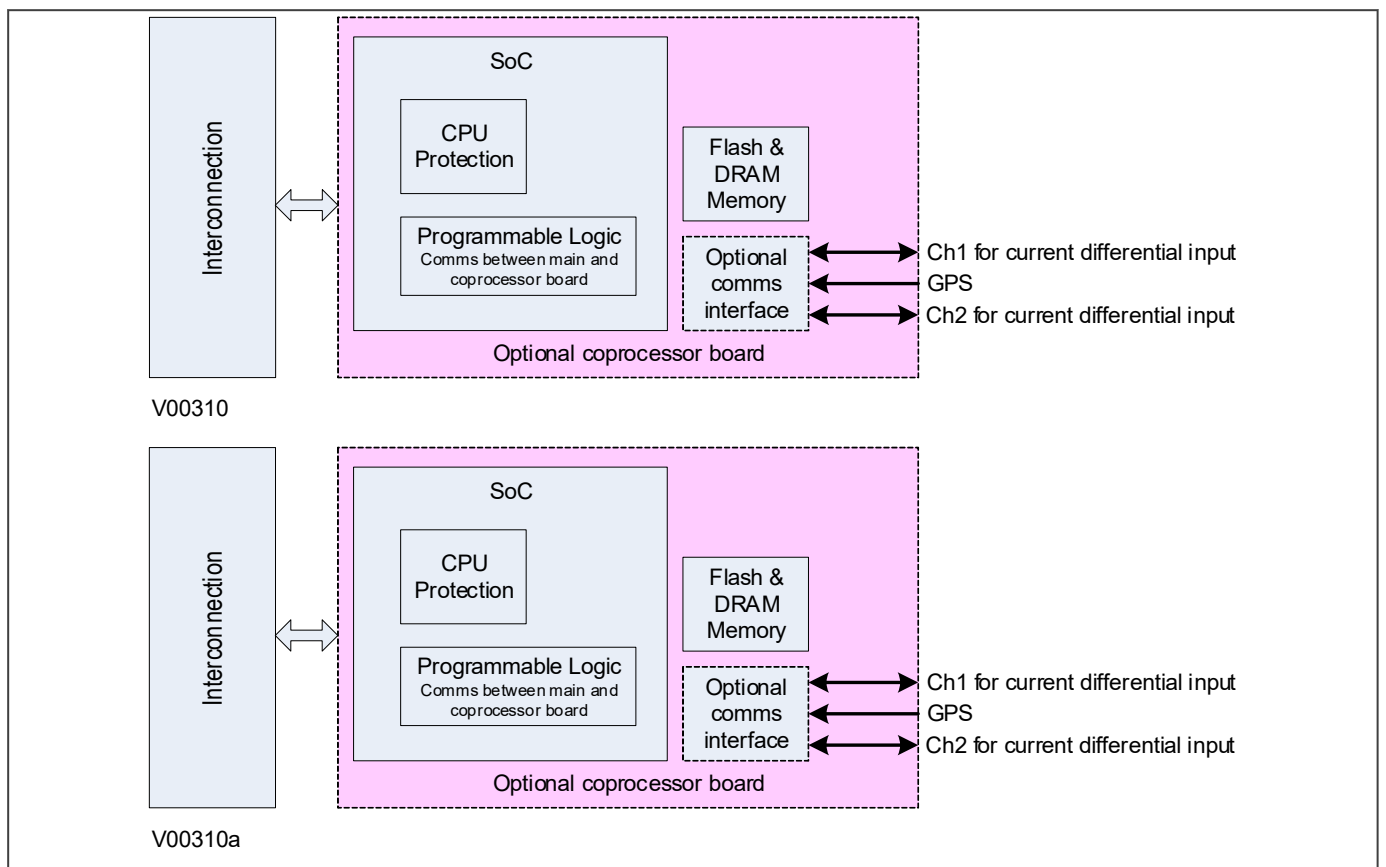 Interconnection
SoC
CPU
Protection
Programmable Logic
Comms between main and
coprocessor board
Flash &
DRAM
Memory
Optional
comms
interface
Ch1 for current differential input
GPS
Ch2 for current differential input
Optional coprocessor board
V00310
Interconnection
SoC
CPU
Protection
Programmable Logic
Comms between main and
coprocessor board
Flash &
DRAM
Memory
Optional
comms
interface
Ch1 for current differential input
GPS
Ch2 for current differential input
Optional coprocessor board
V00310a